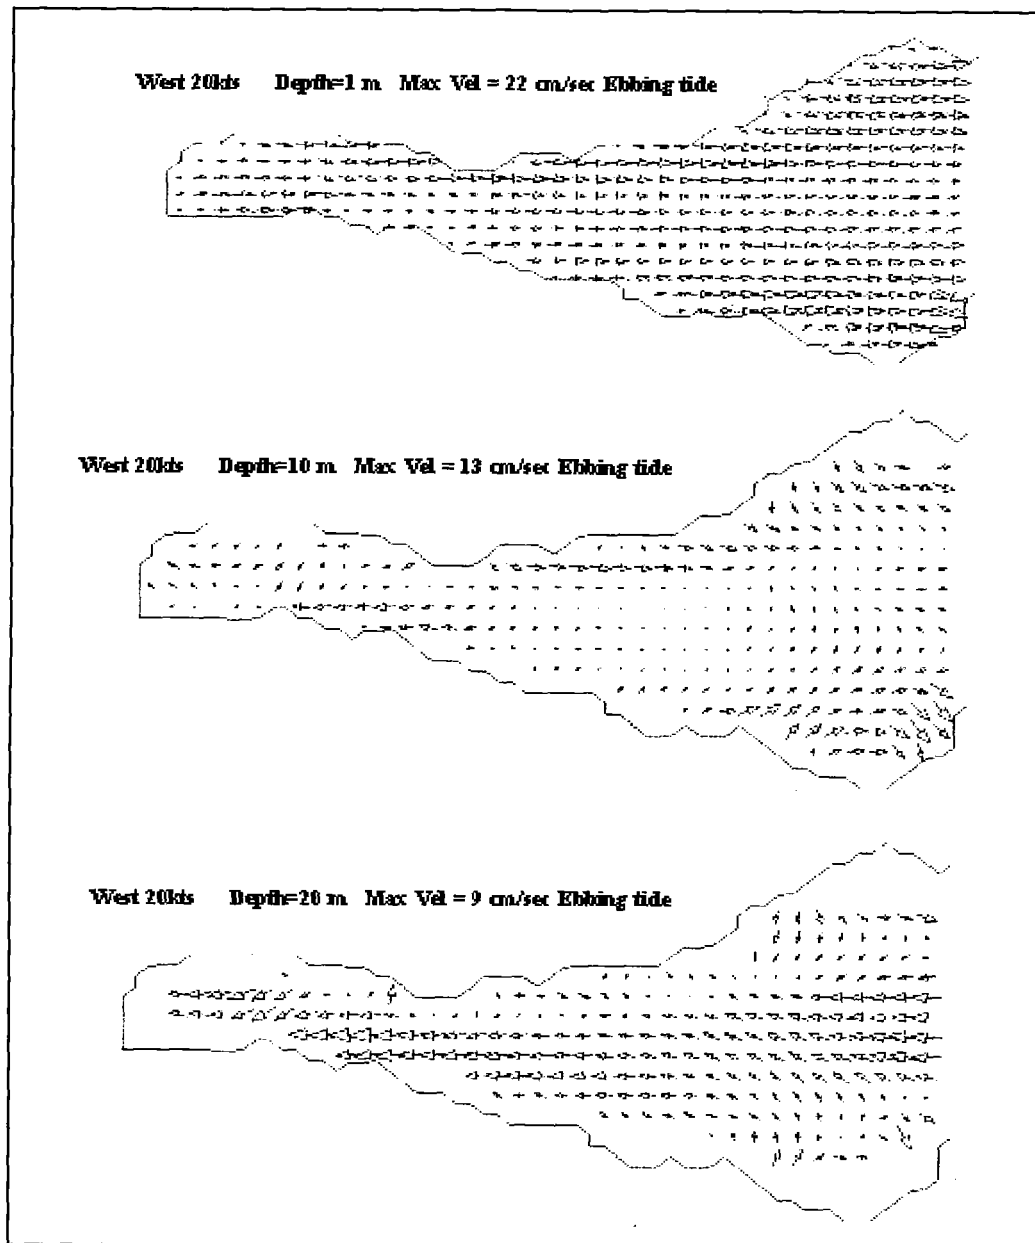 West 20kts Depth=1 m Max Vel = 22 cm/sec Ebbing tide
West 20kts Depth=10 m Max Vel = 13 cm/sec Ebbing tide
West 20kts Depth=20 m Max Vel = 9 cm/sec Ebbing tide